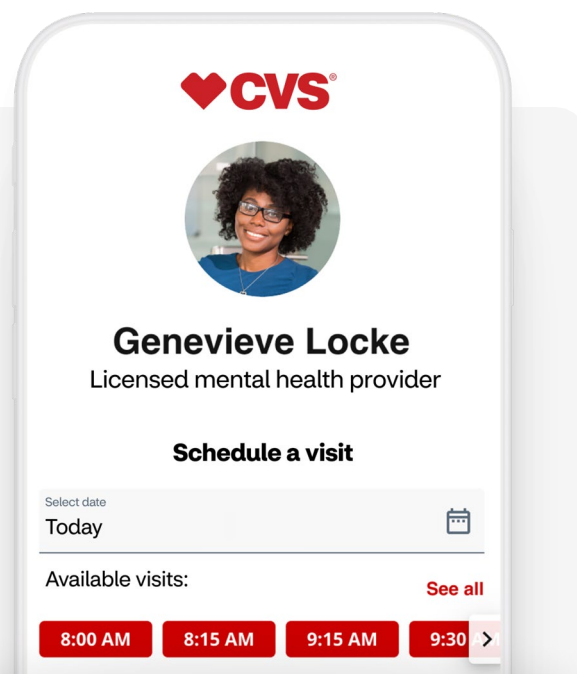 CVS®
Genevieve Locke
Licensed mental health provider
Schedule a visit
Select date
Today
Available visits:
See all
8:00 AM 8:15 AM 9:15 AM 9:30 AM